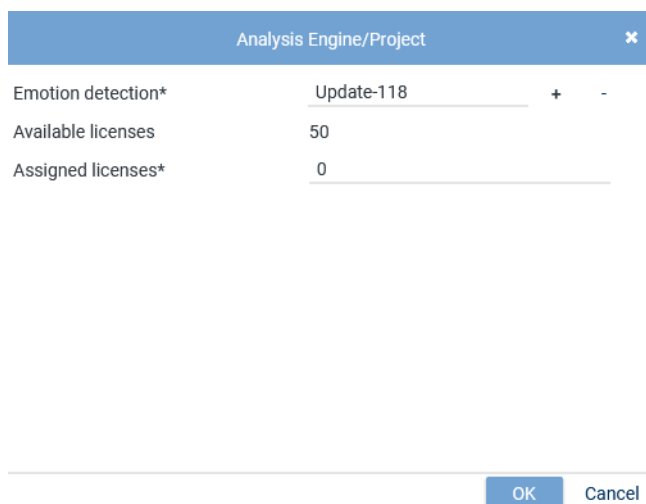 Analysis Engine/Project ×
Emotion detection* Update-118 + -
Available licenses 50
Assigned licenses* 0
OK Cancel